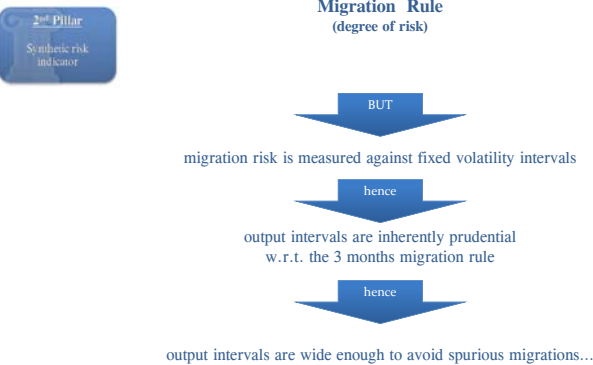 2nd Pillar
Synthetic risk
indicator
Migration Rule
(degree of risk)
BUT
migration risk is measured against fixed volatility intervals
hence
output intervals are inherently prudential
w.r.t. the 3 months migration rule
hence
output intervals are wide enough to avoid spurious migrations...